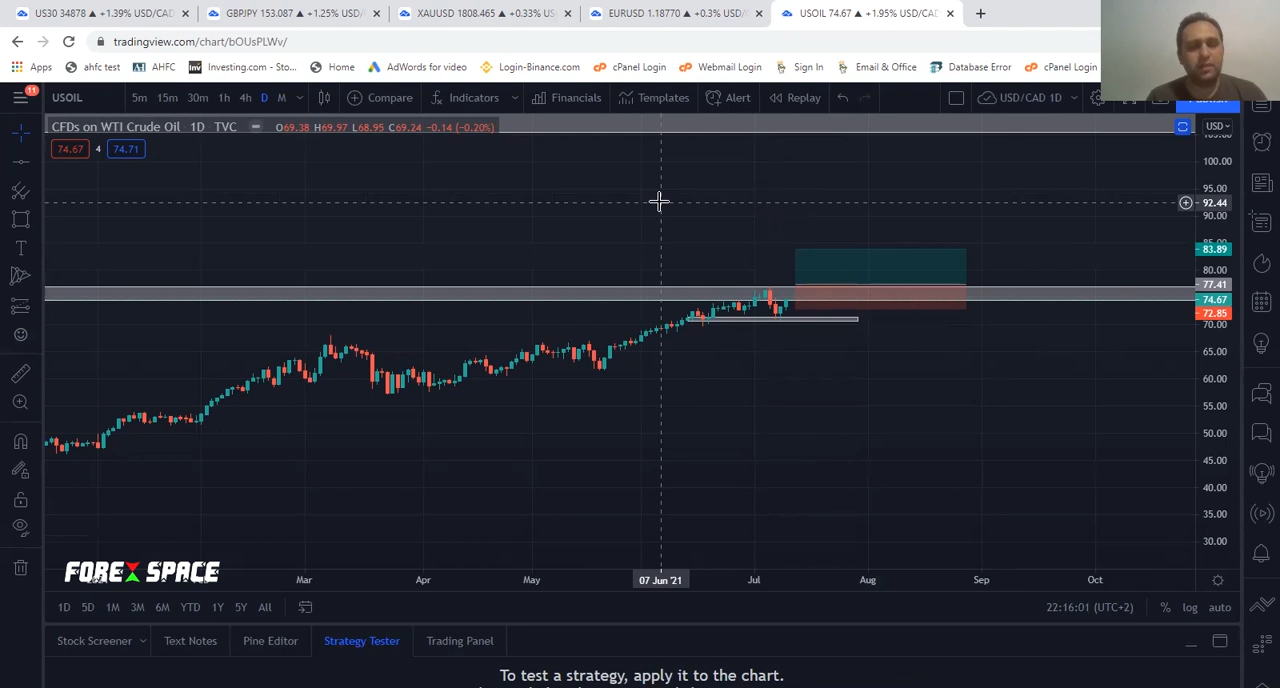 US30 34878 ▲ +1.39% USD/CAD
GBPJPY 153.087 ▲ +1.25% USD/
XAUUSD 1808.465 ▲ +0.33% US
EURUSD 1.18770 ▲ +0.3% USD/
USOIL 74.67 ▲ +1.95% USD/CAD
tradingview.com/chart/bOUsPLWv/
Apps
ahfc test
AHFC
Investing.com - Sto...
Home
AdWords for video
Login-Binance.com
cPanel Login
Webmail Login
Sign In
Email & Office
Database Error
cPanel Login
11
USOIL
5m 15m 30m 1h 4h D M
Compare
Indicators
Financials
Templates
Alert
Replay
USD/CAD 1D
CFDs on WTI Crude Oil · 1D · TVC
O69.38 H69.97 L68.95 C69.24 -0.14 (-0.20%)
USD
74.67 4 74.71
100.00
95.00
92.44
90.00
83.89
80.00
77.41
74.67
72.85
70.00
65.00
60.00
55.00
50.00
45.00
40.00
35.00
30.00
FOREX SPACE
Mar
Apr
May
07 Jun '21
Jul
Aug
Sep
Oct
1D 5D 1M 3M 6M YTD 1Y 5Y All
22:16:01 (UTC+2)
% log auto
Stock Screener
Text Notes
Pine Editor
Strategy Tester
Trading Panel
To test a strategy, apply it to the chart.